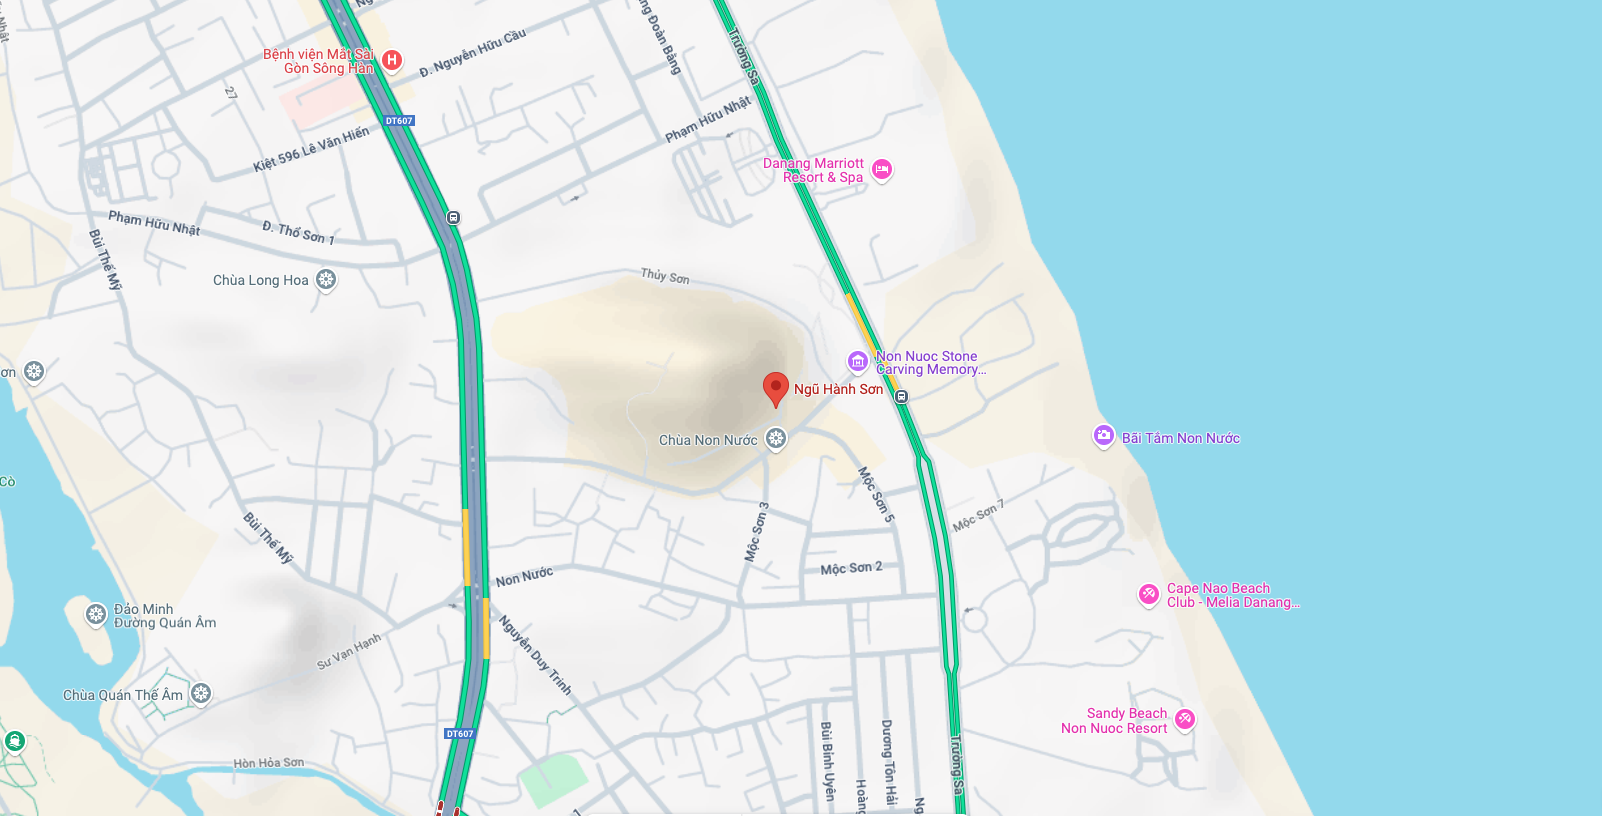 Bệnh viện Mắt Sài
Gòn Sông Hàn
Đ. Nguyễn Hữu Cầu
Đoàn Bảng
Trường Sa
27
DT607
Kiệt 596 Lê Văn Hiến
Phạm Hữu Nhật
Danang Marriott
Resort & Spa
Phạm Hữu Nhật
Đ. Thổ Sơn 1
Bùi Thế Mỹ
Chùa Long Hoa
Thủy Sơn
Non Nuoc Stone
Carving Memory...
Ngũ Hành Sơn
Chùa Non Nước
Bãi Tắm Non Nước
Mộc Sơn 5
Mộc Sơn 3
Mộc Sơn 7
Bùi Thế Mỹ
Mộc Sơn 2
Non Nước
Cape Nao Beach
Club - Melia Danang...
Đảo Minh
Đường Quán Âm
Sư Vạn Hạnh
Nguyễn Duy Trinh
Chùa Quán Thế Âm
Sandy Beach
Non Nuoc Resort
DT607
Bùi Bỉnh Uyên
Dương Tôn Hải
Trường Sa
Hòn Hỏa Sơn